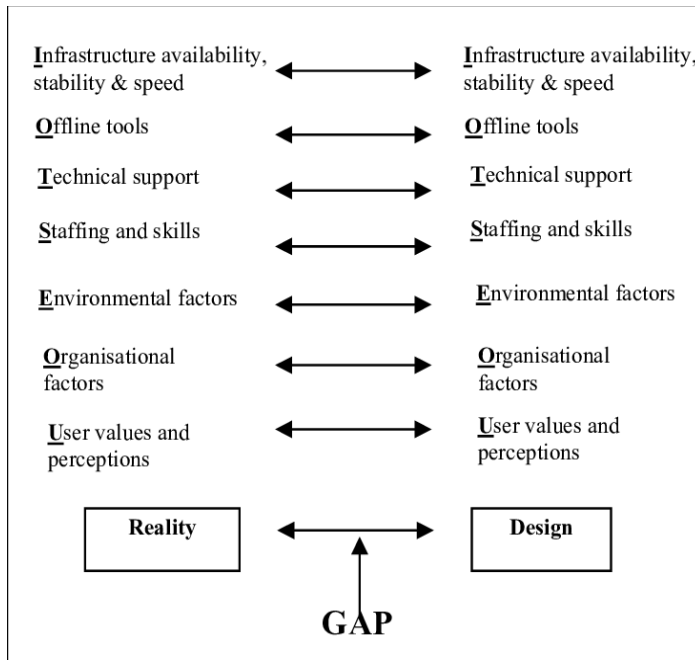 Infrastructure availability,
stability & speed
Infrastructure availability,
stability & speed
Offline tools
Offline tools
Technical support
Technical support
Staffing and skills
Staffing and skills
Environmental factors
Environmental factors
Organisational
factors
Organisational
factors
User values and
perceptions
User values and
perceptions
Reality
Design
GAP